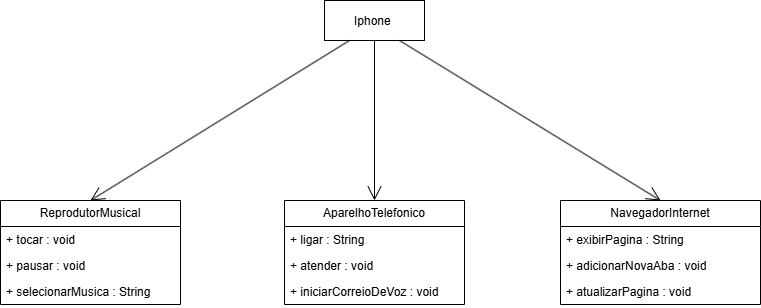 Iphone
ReprodutorMusical
+ tocar : void
+ pausar : void
+ selecionarMusica : String
AparelhoTelefonico
+ ligar : String
+ atender : void
+ iniciarCorreioDeVoz : void
NavegadorInternet
+ exibirPagina : String
+ adicionarNovaAba : void
+ atualizarPagina : void